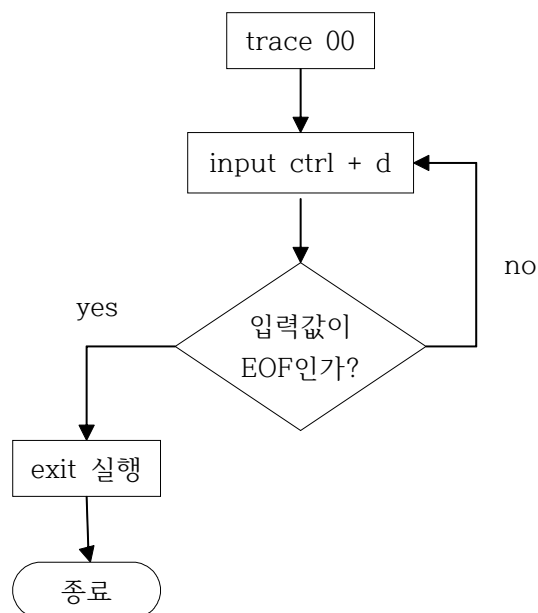 trace 00
input ctrl + d
no
yes
입력값이
EOF인가?
exit 실행
종료